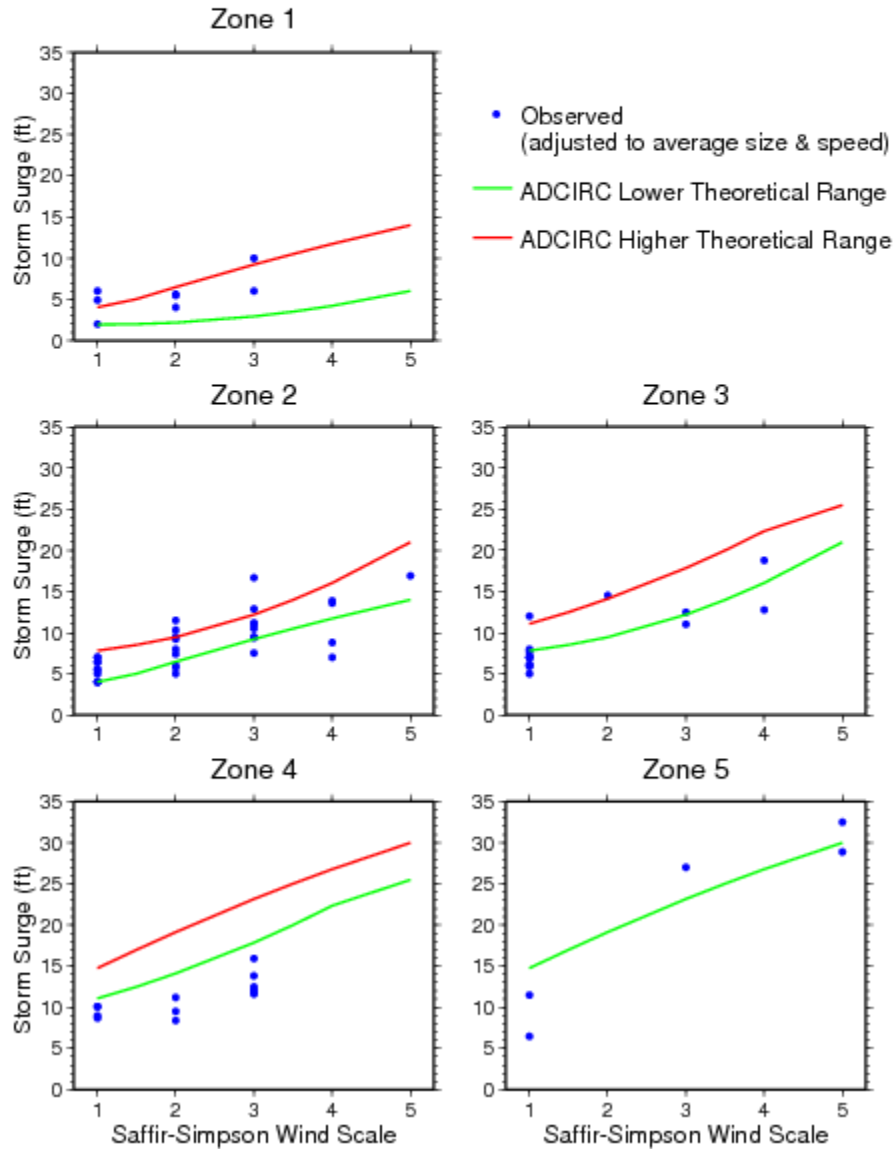 Zone 1
35
30
25
20
15
10
5
0
Storm Surge (ft)
1 2 3 4 5
Observed
(adjusted to average size & speed)
ADCIRC Lower Theoretical Range
ADCIRC Higher Theoretical Range
Zone 2
35
30
25
20
15
10
5
0
Storm Surge (ft)
1 2 3 4 5
Zone 3
35
30
25
20
15
10
5
0
1 2 3 4 5
Zone 4
35
30
25
20
15
10
5
0
Storm Surge (ft)
1 2 3 4 5
Saffir-Simpson Wind Scale
Zone 5
35
30
25
20
15
10
5
0
1 2 3 4 5
Saffir-Simpson Wind Scale